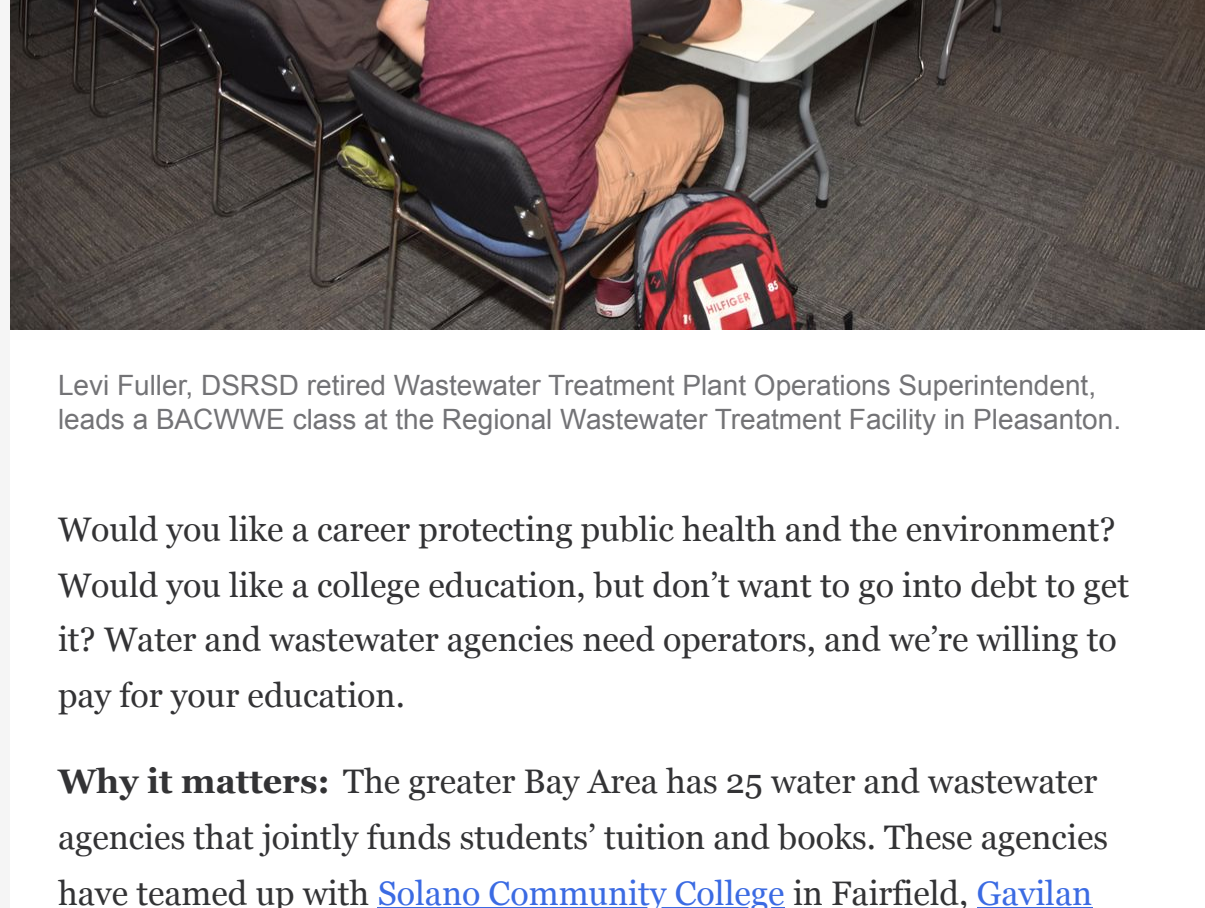 HILFIGER
85
Levi Fuller, DSRSD retired Wastewater Treatment Plant Operations Superintendent,
leads a BACWWE class at the Regional Wastewater Treatment Facility in Pleasanton.
Would you like a career protecting public health and the environment?
Would you like a college education, but don’t want to go into debt to get
it? Water and wastewater agencies need operators, and we’re willing to
pay for your education.
Why it matters: The greater Bay Area has 25 water and wastewater
agencies that jointly funds students’ tuition and books. These agencies
have teamed up with Solano Community College in Fairfield, Gavilan